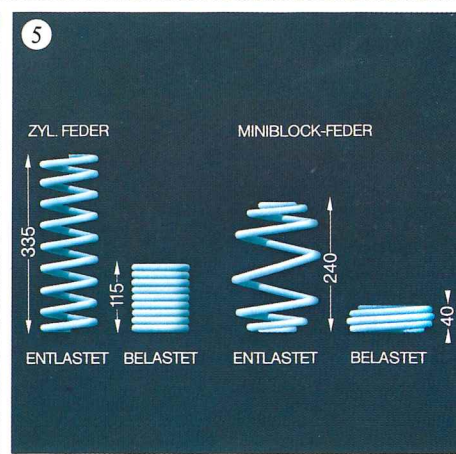 5
ZYL. FEDER
MINIBLOCK-FEDER
335
115
240
40
ENTLASTET
BELASTET
ENTLASTET
BELASTET